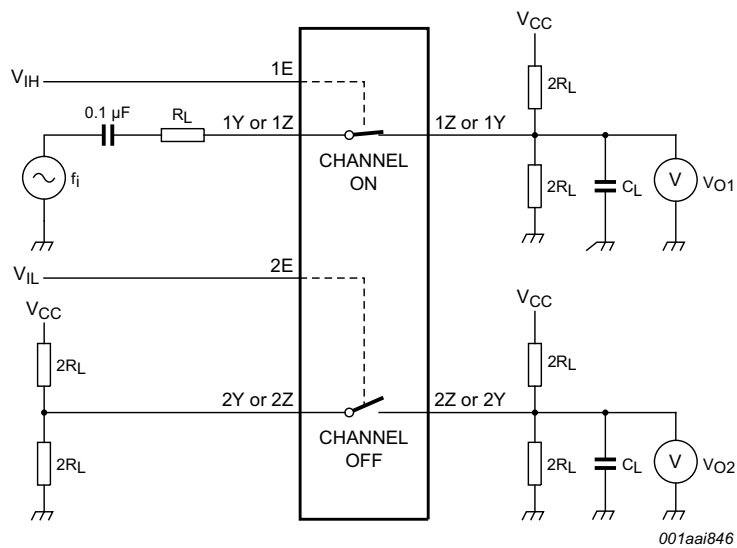 VCC
VIH
1E
2RL
0.1 µF
RL
1Y or 1Z
1Z or 1Y
fi
CHANNEL
ON
2RL
CL
V
VO1
VIL
2E
VCC
VCC
2RL
2RL
2Y or 2Z
2Z or 2Y
CHANNEL
OFF
2RL
2RL
CL
V
VO2
001aai846